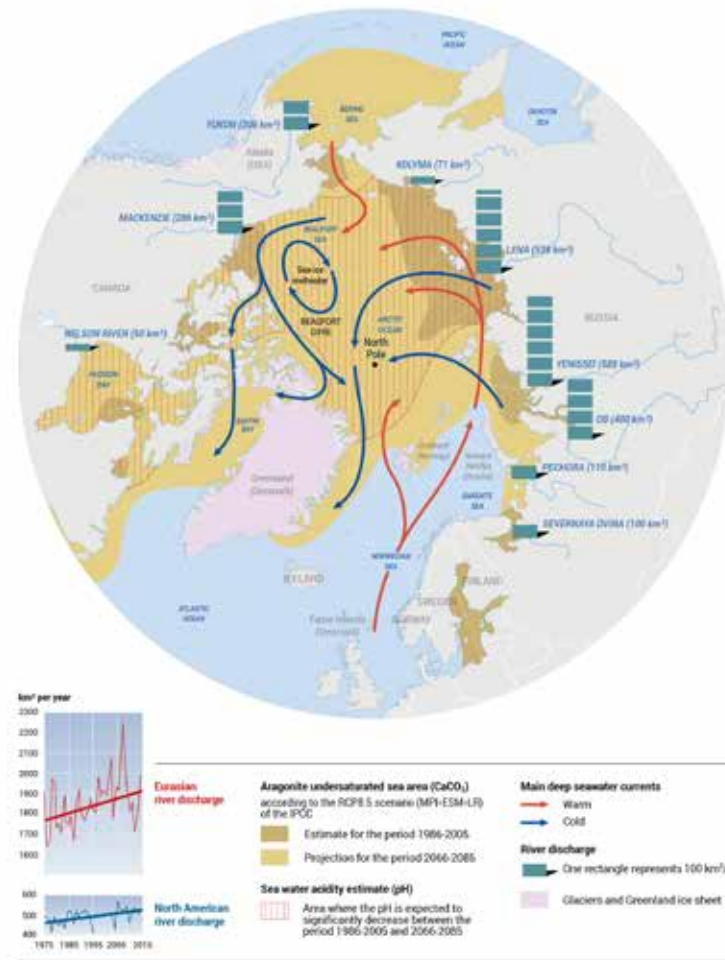 PACIFIC
OCEAN
BERING
SEA
OKHOTSK
SEA
YUKON (208 km³)
Alaska
(USA)
KOLYMA (71 km³)
MACKENZIE (286 km³)
BEAUFORT
SEA
LENA (538 km³)
Sea-ice
meltwater
CANADA
BEAUFORT
GYRE
ARCTIC
OCEAN
RUSSIA
NELSON RIVER (60 km³)
North
Pole
YENISSEI (588 km³)
HUDSON
BAY
OB (400 km³)
BAFFIN
BAY
Greenland
(Denmark)
PECHORA (110 km³)
BARENTS
SEA
SEVERNAYA DVINA (100 km³)
NORWEGIAN
SEA
ICELAND
FINLAND
SWEDEN
ATLANTIC
OCEAN
Faroe Islands
(Denmark)
NORWAY
km³ per year
2300
2200
2100
2000
1900
1800
1700
1600
Eurasian
river discharge
600
500
400
North American
river discharge
1975 1985 1995 2005 2015
Aragonite undersaturated sea area (CaCO₃)
according to the RCP8.5 scenario (MPI-ESM-LR)
of the IPCC
Estimate for the period 1986-2005
Projection for the period 2066-2085
Sea water acidity estimate (pH)
Area where the pH is expected to
significantly decrease between the
period 1986-2005 and 2066-2085
Main deep seawater currents
Warm
Cold
River discharge
One rectangle represents 100 km³
Glaciers and Greenland ice sheet